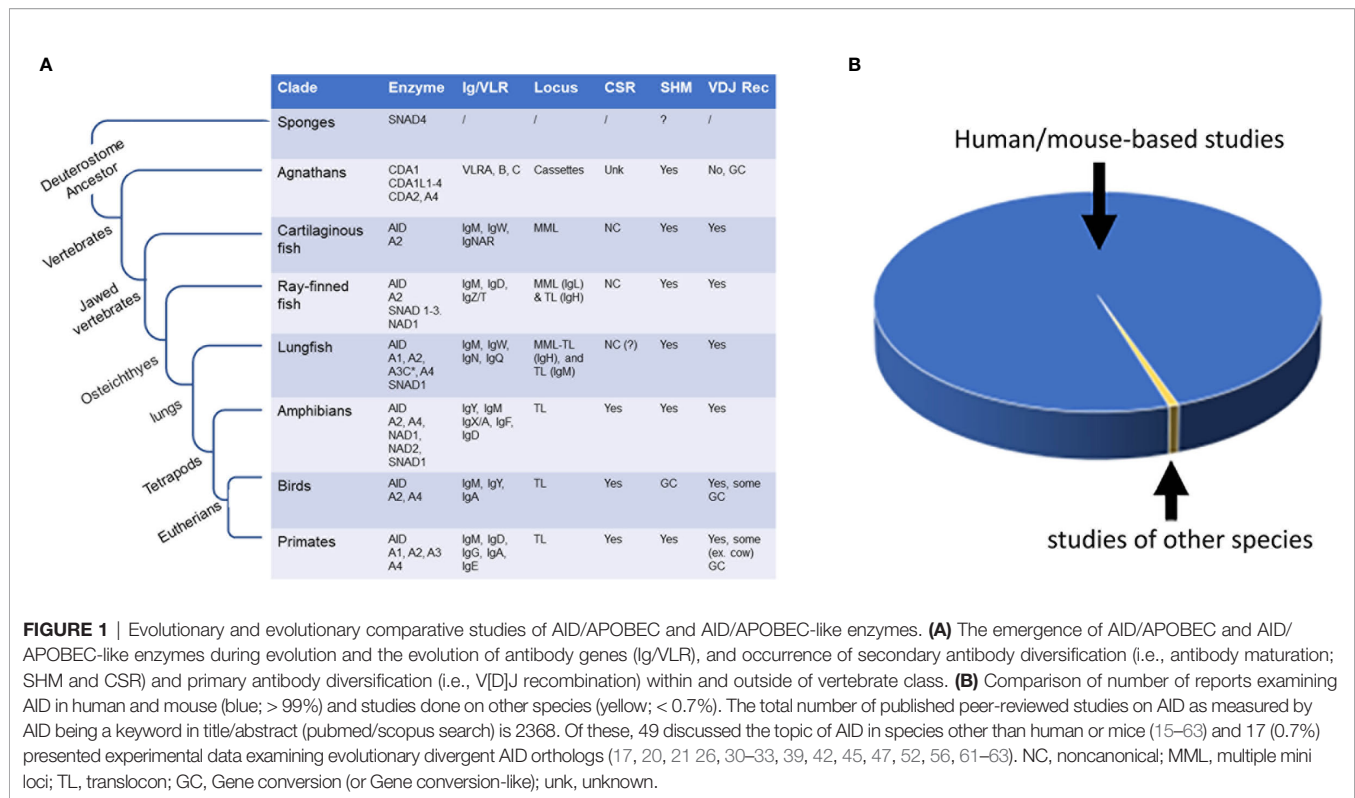 A
Clade Enzyme Ig/VLR Locus CSR SHM VDJ Rec
Sponges SNAD4 / / / ? /
Agnathans CDA1 VLRA, B, C Cassettes Unk Yes No, GC
CDA1L1-4
CDA2, A4
Cartilaginous AID IgM, IgW, MML NC Yes Yes
fish A2 IgNAR
Ray-finned AID IgM, IgD, MML (IgL) NC Yes Yes
fish A2 IgZ/T & TL (IgH)
SNAD 1-3.
NAD1
Lungfish AID IgM, IgW, MML-TL NC (?) Yes Yes
A1, A2, IgN, IgQ (IgH), and
A3C*, A4 TL (IgM)
SNAD1
Amphibians AID IgY, IgM TL Yes Yes Yes
A2, A4, IgX/A, IgF,
NAD1, IgD
NAD2,
SNAD1
Birds AID IgM, IgY, TL Yes GC Yes, some
A2, A4 IgA GC
Primates AID IgM, IgD, TL Yes Yes Yes, some
A1, A2, A3 IgG, IgA, (ex. cow)
A4 IgE GC
Deuterostome
Ancestor
Vertebrates
Jawed
vertebrates
Osteichthyes
lungs
Tetrapods
Eutherians
B
Human/mouse-based studies
studies of other species
FIGURE 1 | Evolutionary and evolutionary comparative studies of AID/APOBEC and AID/APOBEC-like enzymes. (A) The emergence of AID/APOBEC and AID/
APOBEC-like enzymes during evolution and the evolution of antibody genes (Ig/VLR), and occurrence of secondary antibody diversification (i.e., antibody maturation;
SHM and CSR) and primary antibody diversification (i.e., V[D]J recombination) within and outside of vertebrate class. (B) Comparison of number of reports examining
AID in human and mouse (blue; > 99%) and studies done on other species (yellow; < 0.7%). The total number of published peer-reviewed studies on AID as measured by
AID being a keyword in title/abstract (pubmed/scopus search) is 2368. Of these, 49 discussed the topic of AID in species other than human or mice (15–63) and 17 (0.7%)
presented experimental data examining evolutionary divergent AID orthologs (17, 20, 21 26, 30–33, 39, 42, 45, 47, 52, 56, 61–63). NC, noncanonical; MML, multiple mini
loci; TL, translocon; GC, Gene conversion (or Gene conversion-like); unk, unknown.